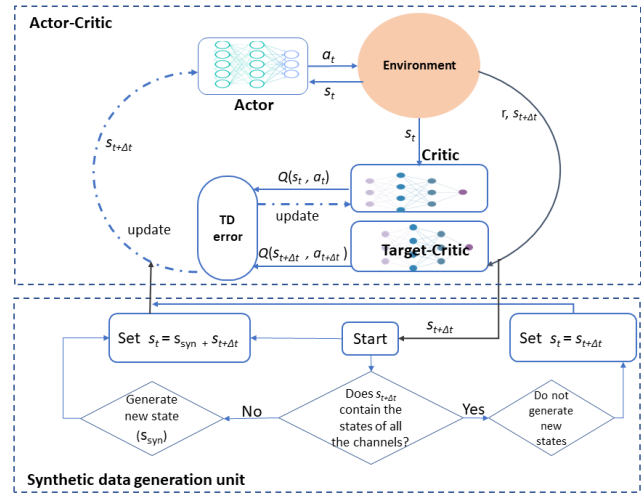 Actor-Critic
a_t
s_t
Actor
Environment
r, s_{t+Δt}
s_t
s_{t+Δt}
Critic
Q(s_t , a_t)
update
TD
error
update
Target-Critic
Q(s_{t+Δt} , a_{t+Δt} )
s_{t+Δt}
Set s_t = s_syn + s_{t+Δt}
Start
Set s_t = s_{t+Δt}
Generate
new state
(s_syn)
No
Does s_{t+Δt}
contain the
states of all
the channels?
Yes
Do not
generate
new
states
Synthetic data generation unit